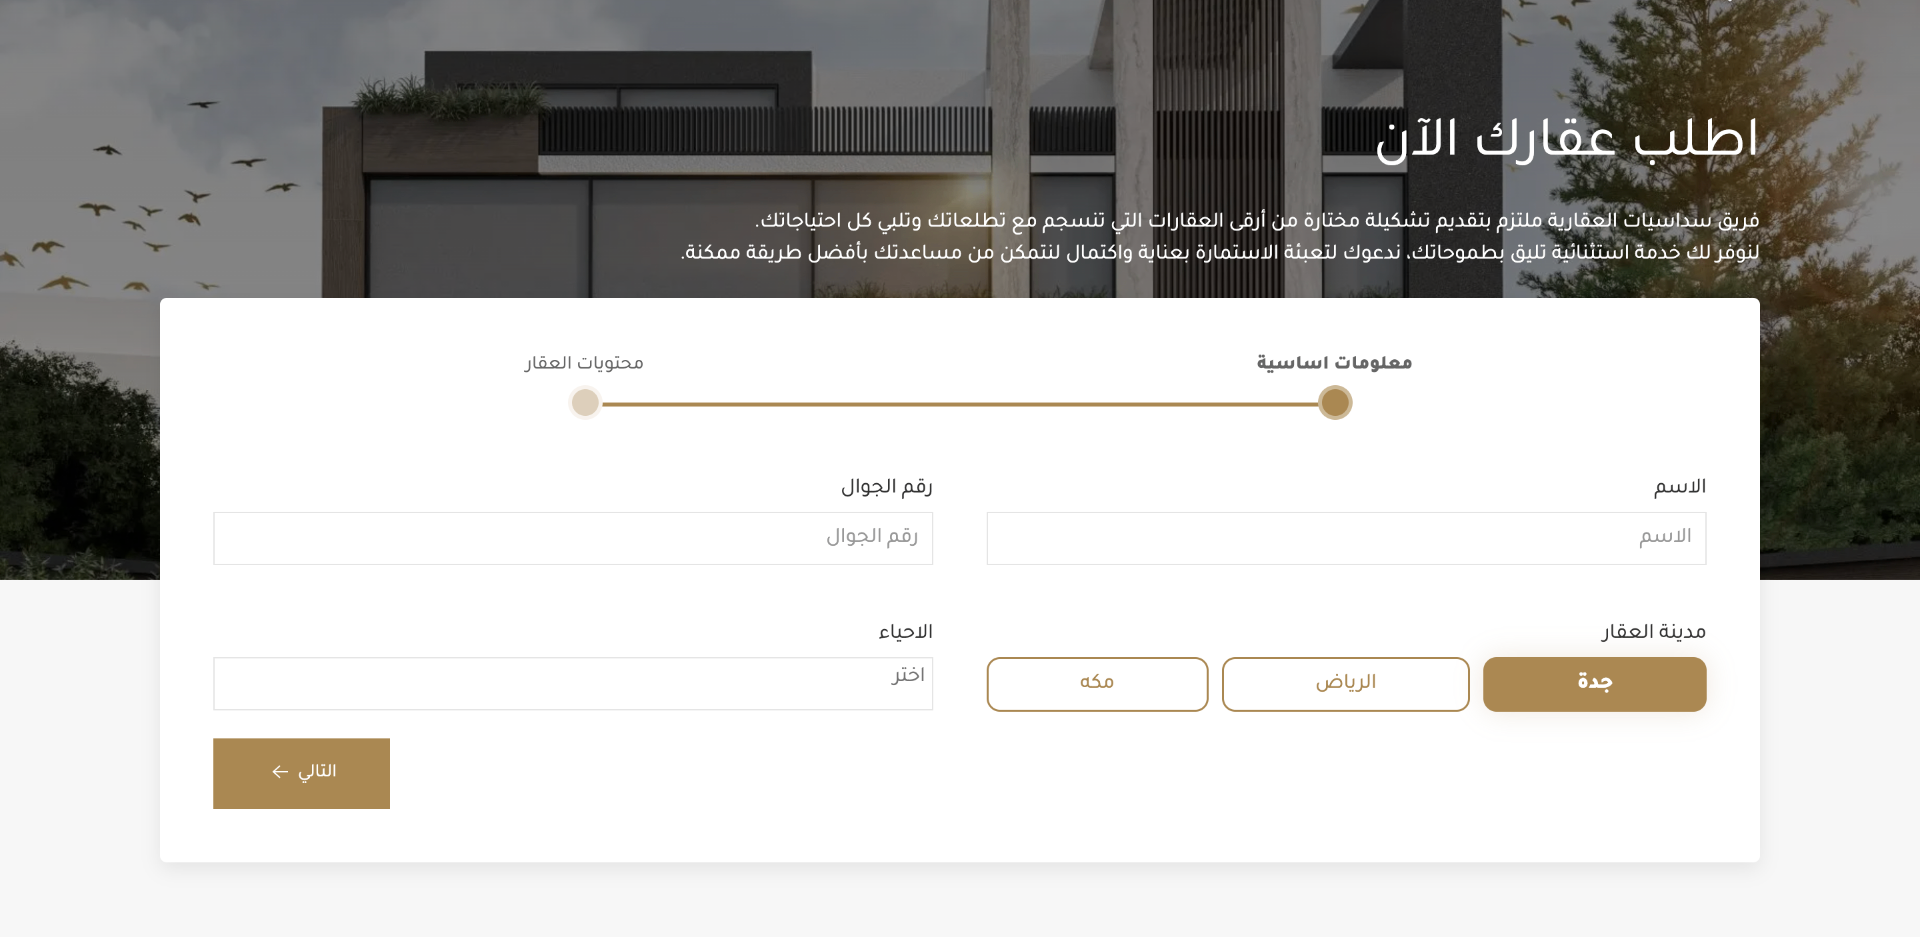 اطلب عقارك الآن
فريق سداسيات العقارية ملتزم بتقديم تشكيلة مختارة من أرقى العقارات التي تنسجم مع تطلعاتك وتلبي كل احتياجاتك.
لنوفر لك خدمة استثنائية تليق بطموحاتك، ندعوك لتعبئة الاستمارة بعناية واكتمال لنتمكن من مساعدتك بأفضل طريقة ممكنة.
معلومات اساسية
محتويات العقار
الاسم
رقم الجوال
الاسم
رقم الجوال
مدينة العقار
الاحياء
جدة
الرياض
مكه
اختر
التالي ←